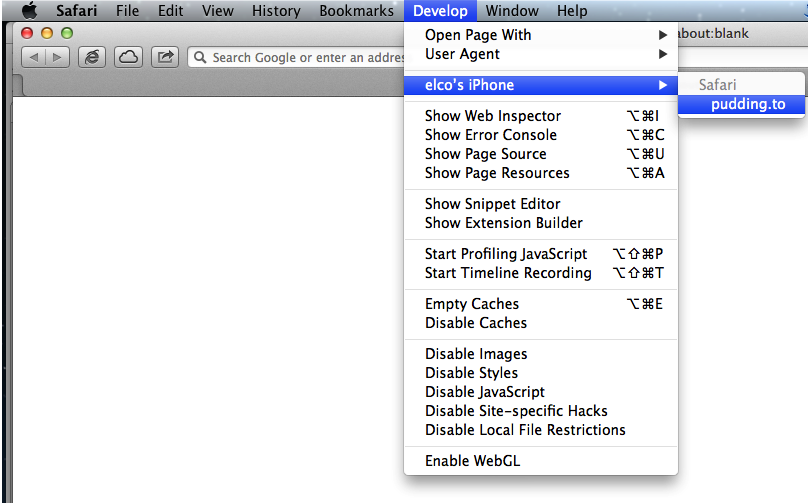 Safari File Edit View History Bookmarks Develop Window Help
about:blank
Search Google or enter an addre
Open Page With
User Agent
elco's iPhone
Safari
pudding.to
Show Web Inspector ⌥⌘I
Show Error Console ⌥⌘C
Show Page Source ⌥⌘U
Show Page Resources ⌥⌘A
Show Snippet Editor
Show Extension Builder
Start Profiling JavaScript ⌥⇧⌘P
Start Timeline Recording ⌥⇧⌘T
Empty Caches ⌥⌘E
Disable Caches
Disable Images
Disable Styles
Disable JavaScript
Disable Site-specific Hacks
Disable Local File Restrictions
Enable WebGL